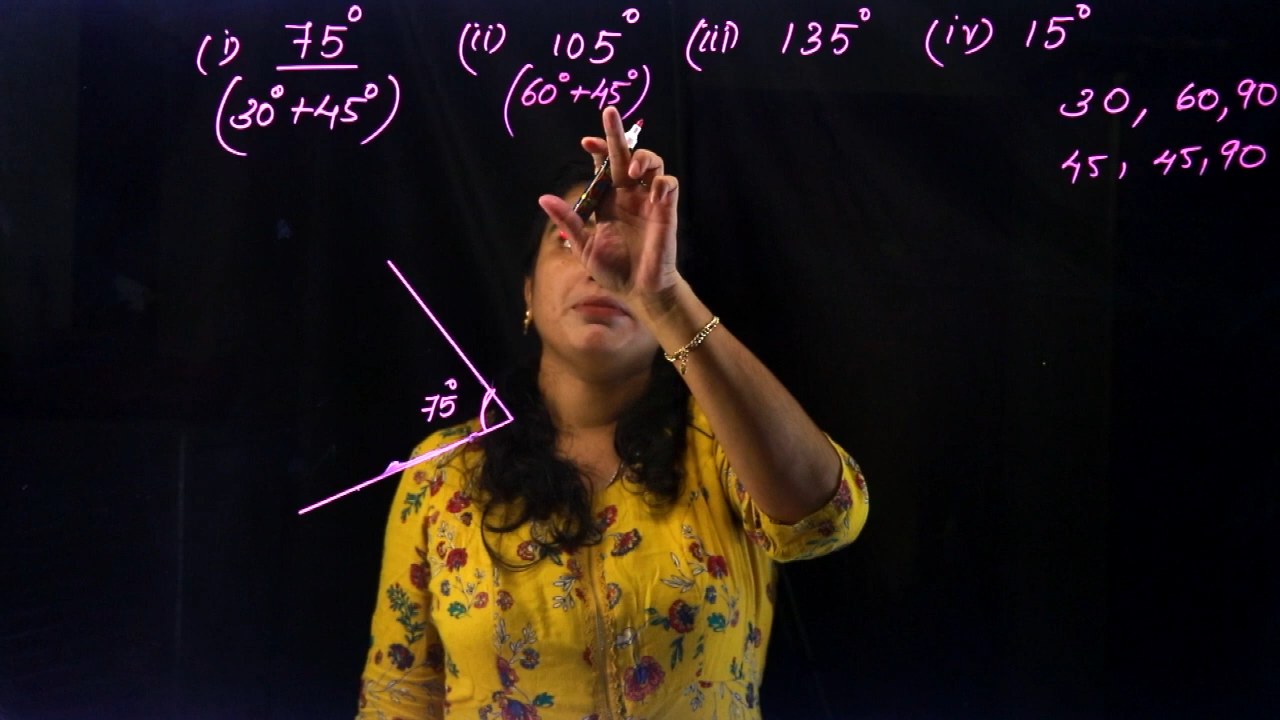 (i) 75° (ii) 105° (iii) 135° (iv) 15°
(30°+45°) (60°+45°)
30, 60, 90
45, 45, 90
75°